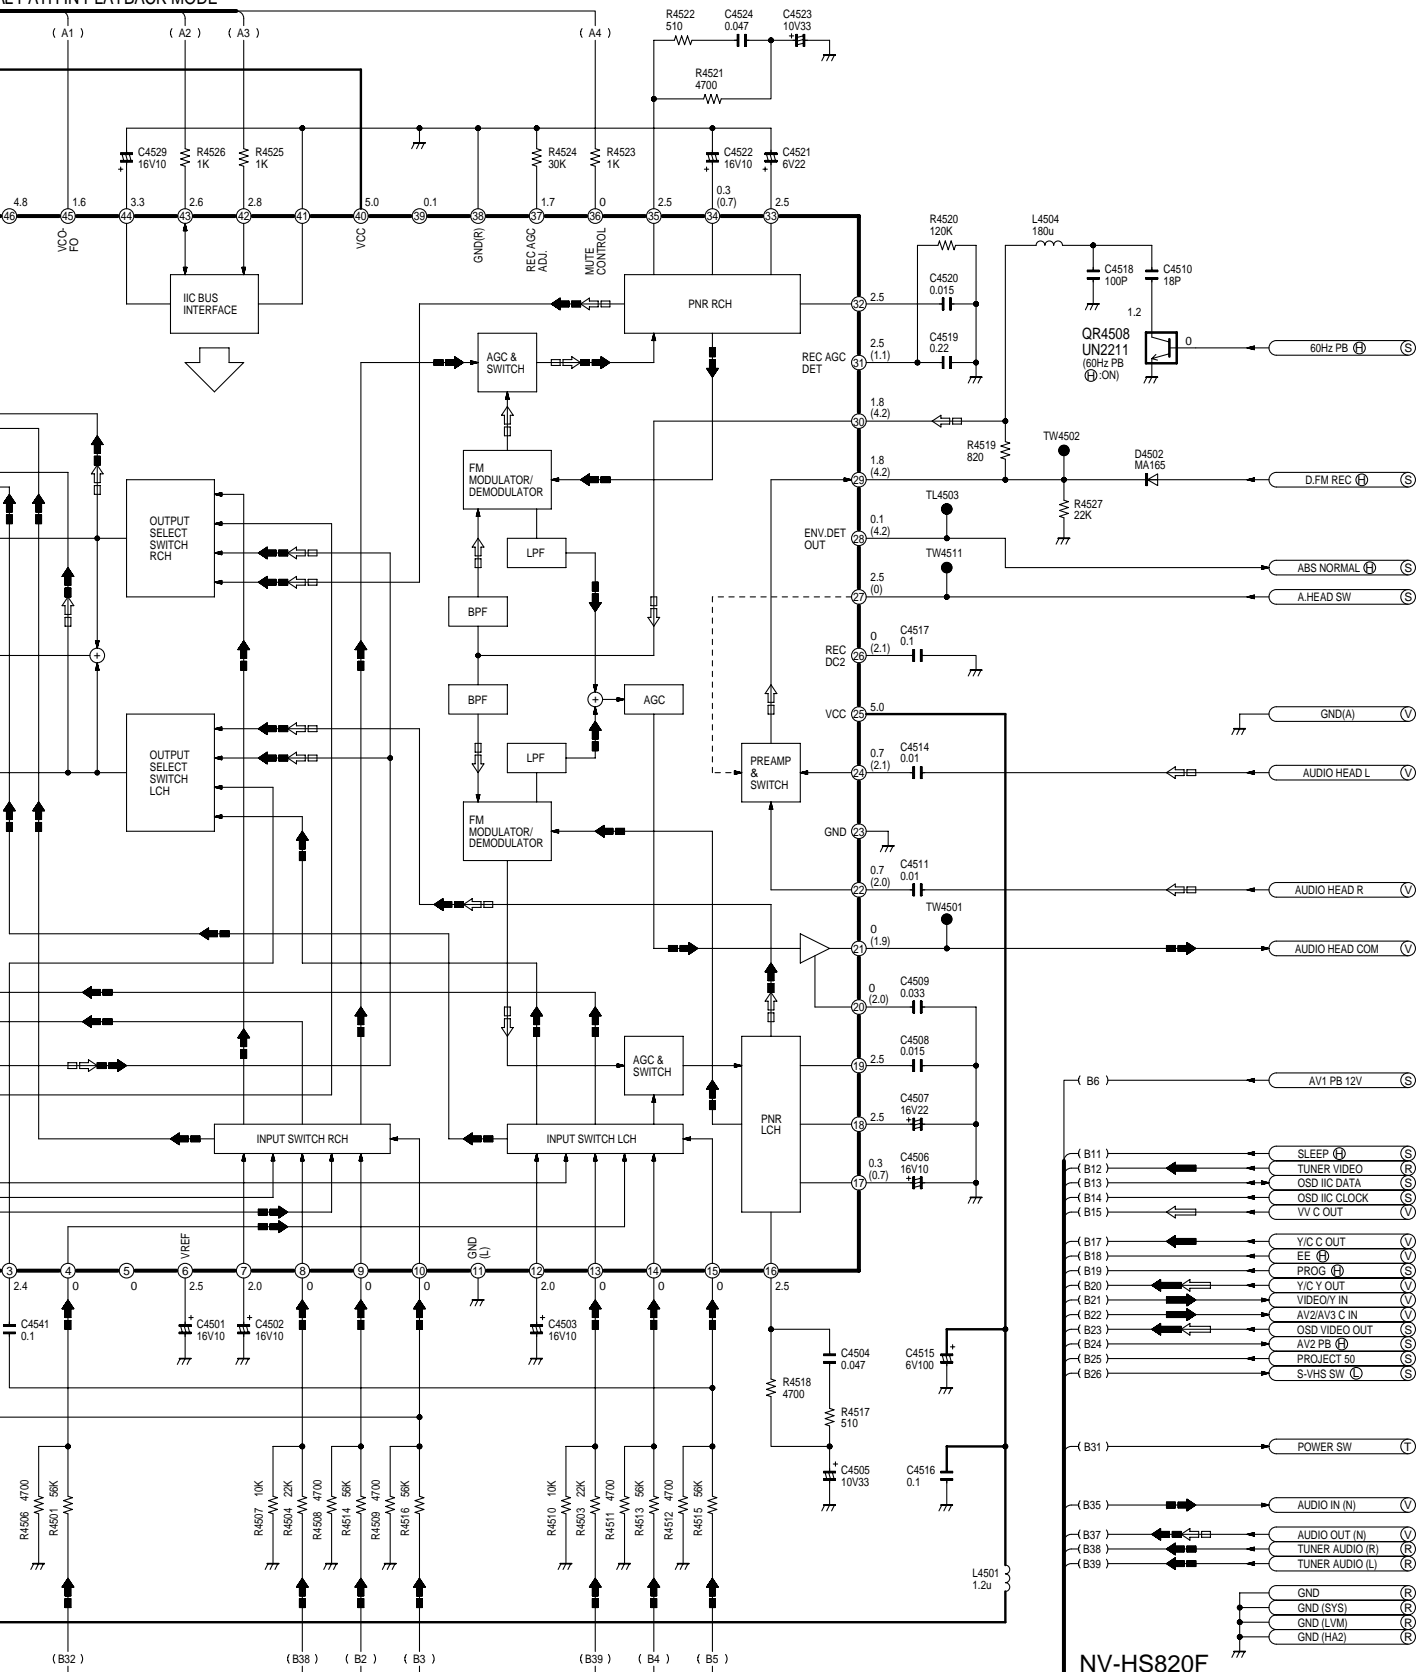 ( A1 )
( A2 )
( A3 )
( A4 )
R4522
510
C4524
0.047
C4523
10V33
R4521
4700
C4529
16V10
R4526
1K
R4525
1K
R4524
30K
R4523
1K
C4522
16V10
C4521
6V22
46 4.8
45 1.6
44 3.3
43 2.6
42 2.8
41
40 5.0
39 0.1
38
37 1.7
36 0
35 2.5
34 0.3
(0.7)
33 2.5
VCO-
FO
VCC
GND(R)
REC AGC
ADJ.
MUTE
CONTROL
IIC BUS
INTERFACE
PNR RCH
AGC &
SWITCH
32 2.5
C4520
0.015
R4520
120K
L4504
180u
C4518
100P
C4510
18P
1.2
QR4508
UN2211
(60Hz PB
(H):ON)
0
60Hz PB (H) S
REC AGC
DET
31 2.5
(1.1)
C4519
0.22
30 1.8
(4.2)
R4519
820
TW4502
D4502
MA165
29 1.8
(4.2)
D.FM REC (H) S
R4527
22K
TL4503
ENV.DET
OUT
28 0.1
(4.2)
ABS NORMAL (H) S
TW4511
27 2.5
(0)
A.HEAD SW S
FM
MODULATOR/
DEMODULATOR
OUTPUT
SELECT
SWITCH
RCH
LPF
BPF
+
REC
DC2
26 0
(2.1)
C4517
0.1
BPF
+
AGC
VCC
25 5.0
GND(A) V
OUTPUT
SELECT
SWITCH
LCH
LPF
PREAMP
&
SWITCH
24 0.7
(2.1)
C4514
0.01
AUDIO HEAD L V
FM
MODULATOR/
DEMODULATOR
GND 23
22 0.7
(2.0)
C4511
0.01
AUDIO HEAD R V
TW4501
21 0
(1.9)
AUDIO HEAD COM V
20 0
(2.0)
C4509
0.033
AGC &
SWITCH
19 2.5
C4508
0.015
PNR
LCH
18 2.5
C4507
16V22
17 0.3
(0.7)
C4506
16V10
INPUT SWITCH RCH
INPUT SWITCH LCH
( B6 ) AV1 PB 12V S
( B11 ) SLEEP (H) S
( B12 ) TUNER VIDEO R
( B13 ) OSD IIC DATA S
( B14 ) OSD IIC CLOCK S
( B15 ) VV C OUT V
( B17 ) Y/C C OUT V
( B18 ) EE (H) V
( B19 ) PROG (H) S
( B20 ) Y/C Y OUT V
( B21 ) VIDEO/Y IN V
( B22 ) AV2/AV3 C IN V
( B23 ) OSD VIDEO OUT S
( B24 ) AV2 PB (H) S
( B25 ) PROJECT 50 S
( B26 ) S-VHS SW (L) S
( B31 ) POWER SW T
( B35 ) AUDIO IN (N) V
( B37 ) AUDIO OUT (N) V
( B38 ) TUNER AUDIO (R) R
( B39 ) TUNER AUDIO (L) R
GND R
GND (SYS) R
GND (LVM) R
GND (HA2) R
VREF
GND
(L)
3 2.4
4 0
5 0
6 2.5
7 2.0
8 0
9 0
10 0
11
12 2.0
13 0
14 0
15 0
16 2.5
C4541
0.1
C4501
16V10
C4502
16V10
C4503
16V10
C4504
0.047
C4515
6V100
R4518
4700
R4517
510
C4505
10V33
C4516
0.1
R4506 4700
R4501 56K
R4507 10K
R4504 22K
R4508 4700
R4514 56K
R4509 4700
R4516 56K
R4510 10K
R4503 22K
R4511 4700
R4513 56K
R4512 4700
R4515 56K
L4501
1.2u
( B32 )
( B38 )
( B2 )
( B3 )
( B39 )
( B4 )
( B5 )
NV-HS820F